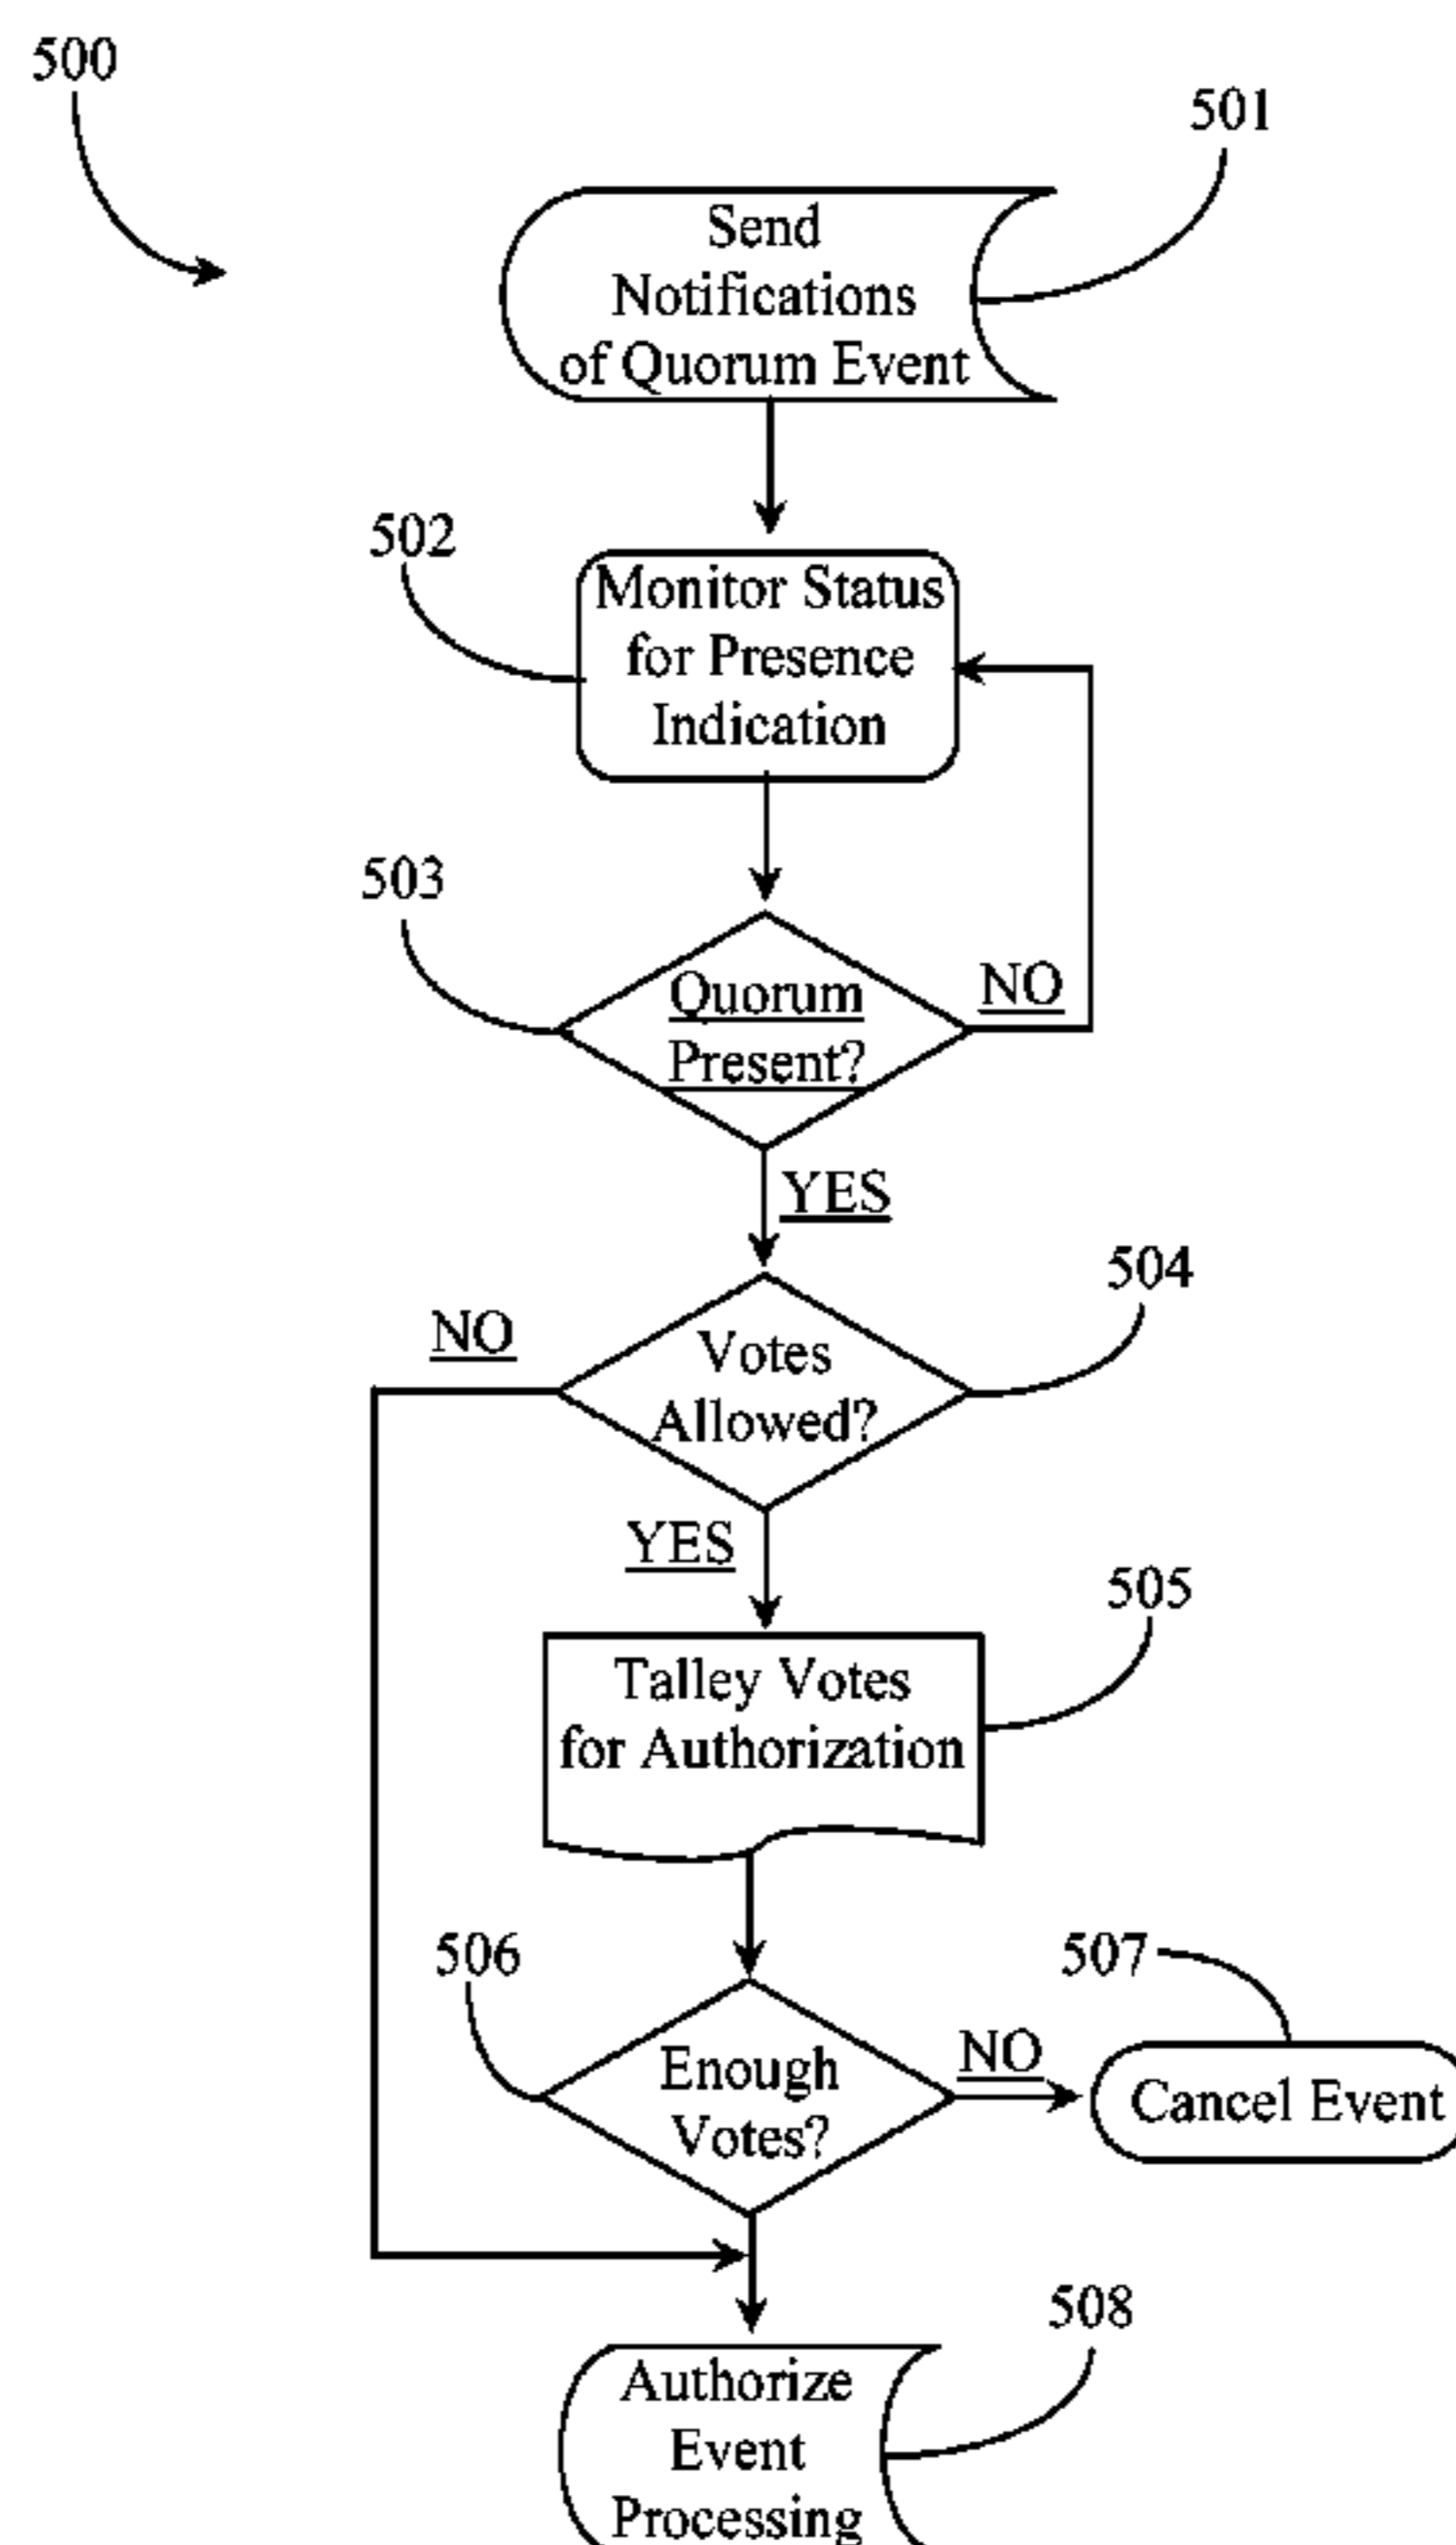 500
501
Send
Notifications
of Quorum Event
502
Monitor Status
for Presence
Indication
503
Quorum
Present?
NO
YES
504
NO
Votes
Allowed?
YES
505
Talley Votes
for Authorization
506
507
Enough
Votes?
NO
Cancel Event
508
Authorize
Event
Processing